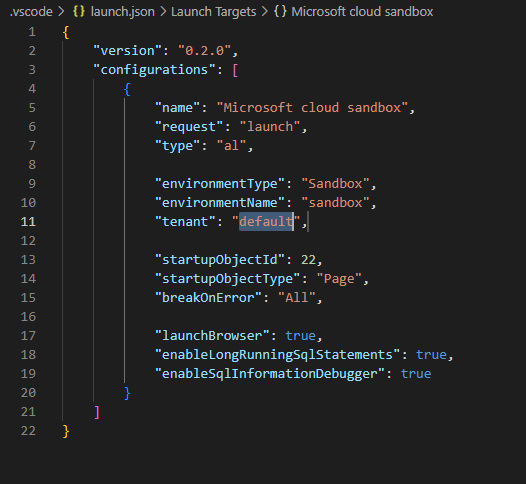 .vscode > {} launch.json > Launch Targets > {} Microsoft cloud sandbox
1 {
2 "version": "0.2.0",
3 "configurations": [
4 {
5 "name": "Microsoft cloud sandbox",
6 "request": "launch",
7 "type": "al",
8
9 "environmentType": "Sandbox",
10 "environmentName": "sandbox",
11 "tenant": "default",
12
13 "startupObjectId": 22,
14 "startupObjectType": "Page",
15 "breakOnError": "All",
16
17 "launchBrowser": true,
18 "enableLongRunningSqlStatements": true,
19 "enableSqlInformationDebugger": true
20 }
21 ]
22 }